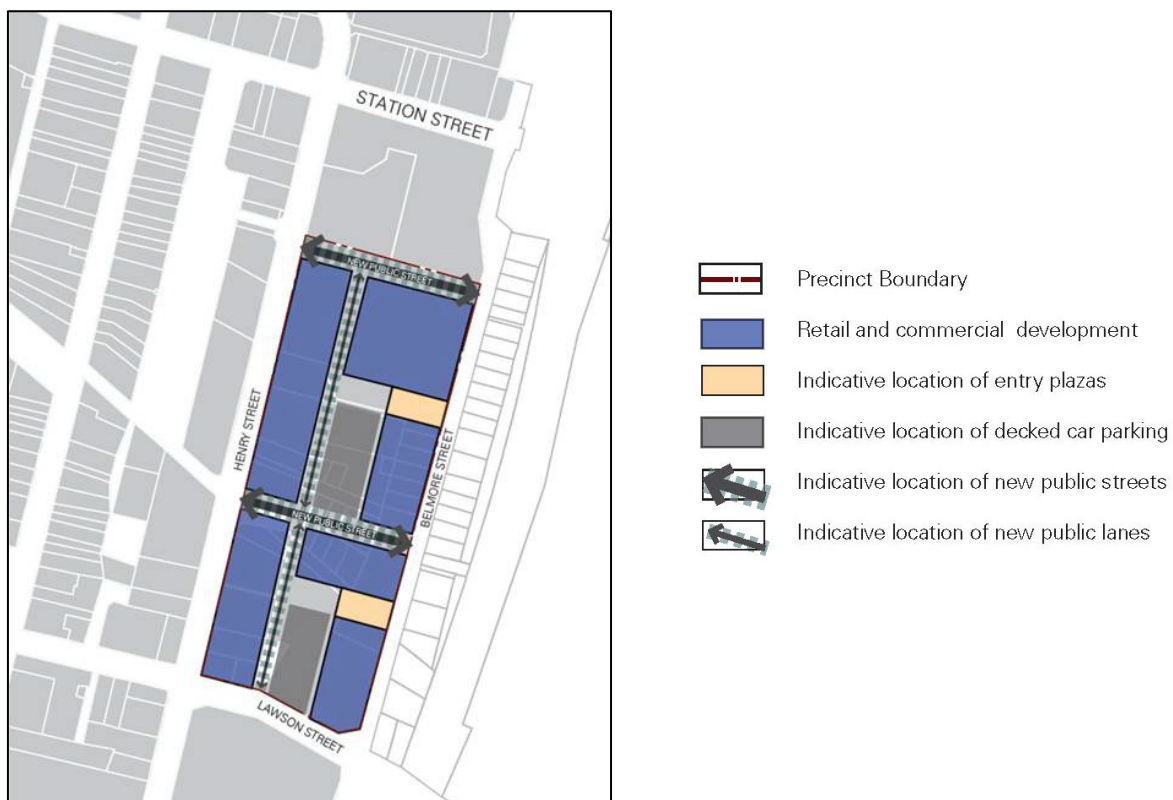 STATION STREET
NEW PUBLIC STREET
HENRY STREET
BELMORE STREET
NEW PUBLIC STREET
LAWSON STREET
Precinct Boundary
Retail and commercial development
Indicative location of entry plazas
Indicative location of decked car parking
Indicative location of new public streets
Indicative location of new public lanes